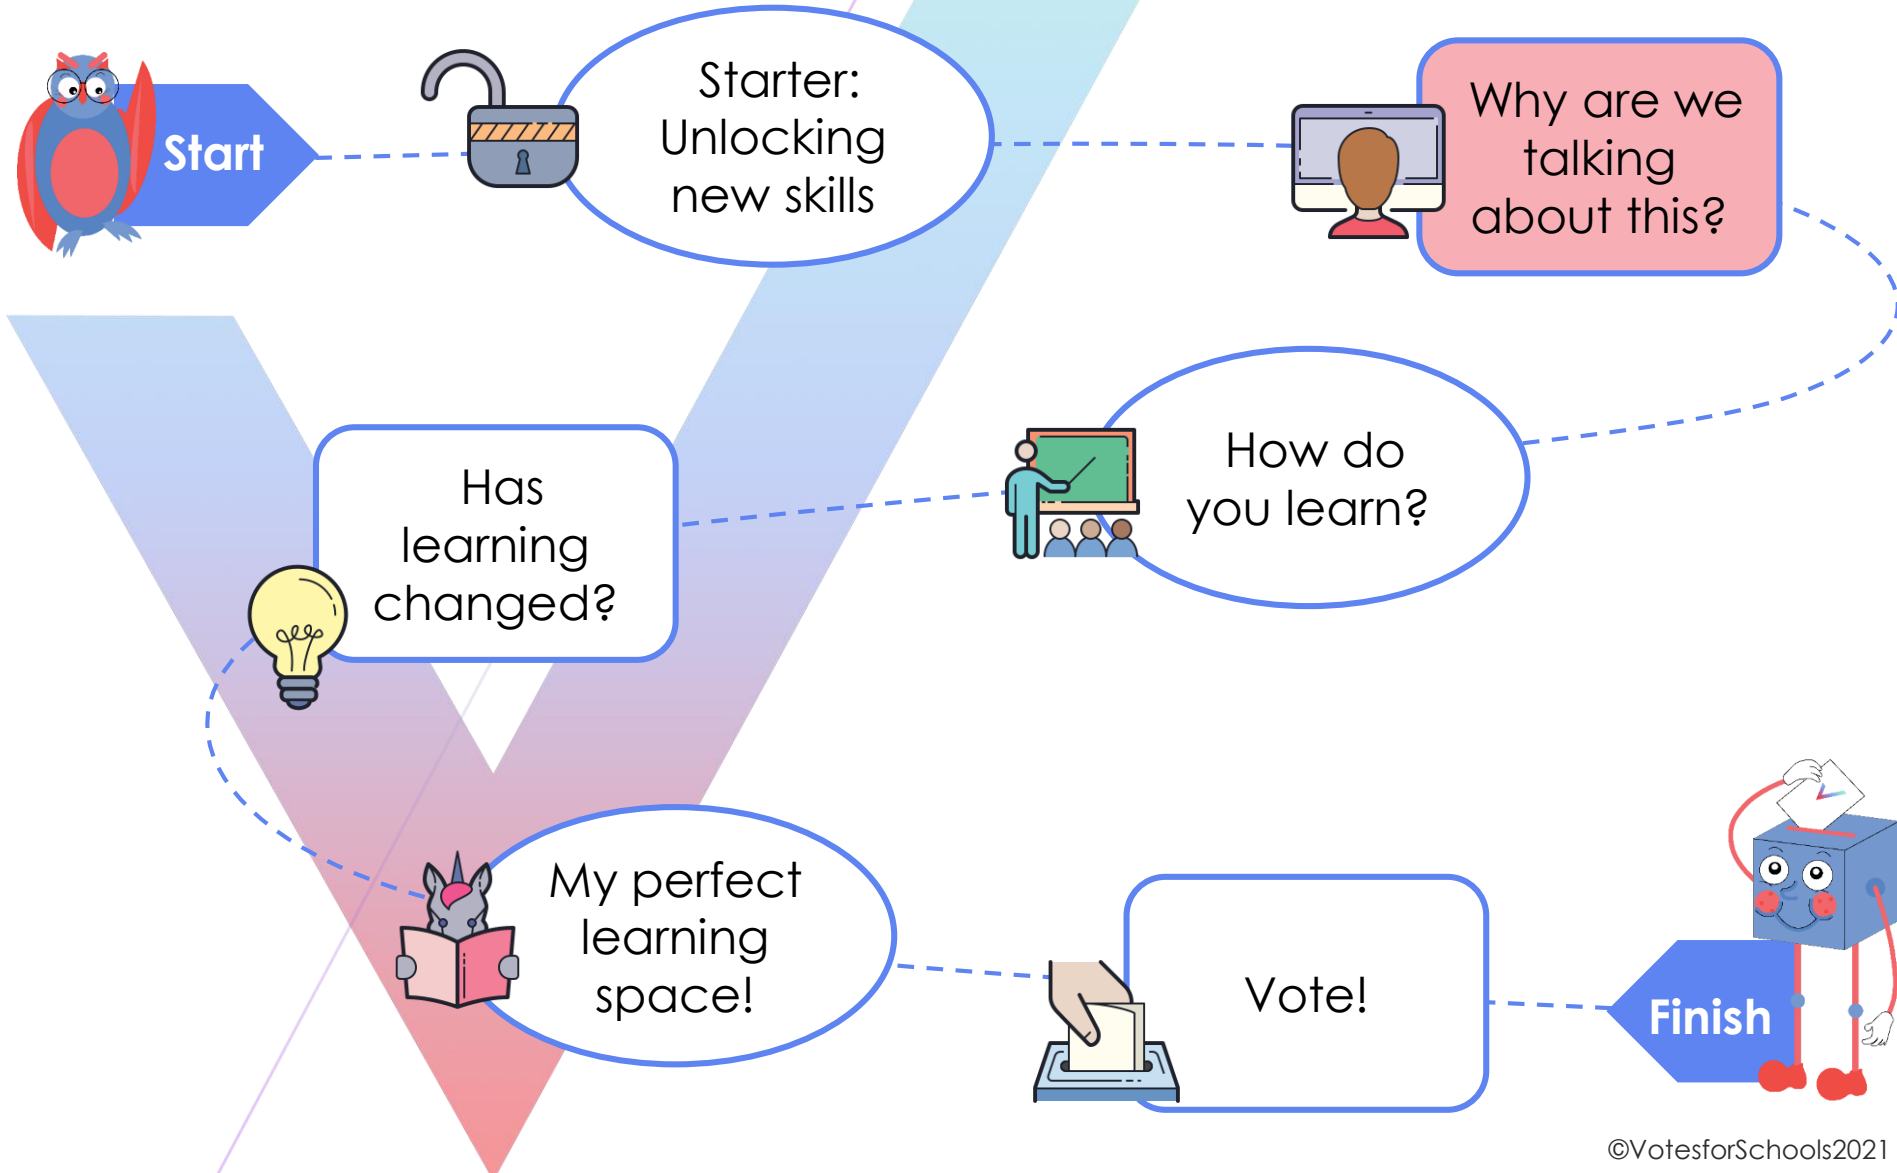 Start
Starter:
Unlocking
new skills
Why are we
talking
about this?
How do
you learn?
Has
learning
changed?
My perfect
learning
space!
Vote!
Finish
©VotesforSchools2021